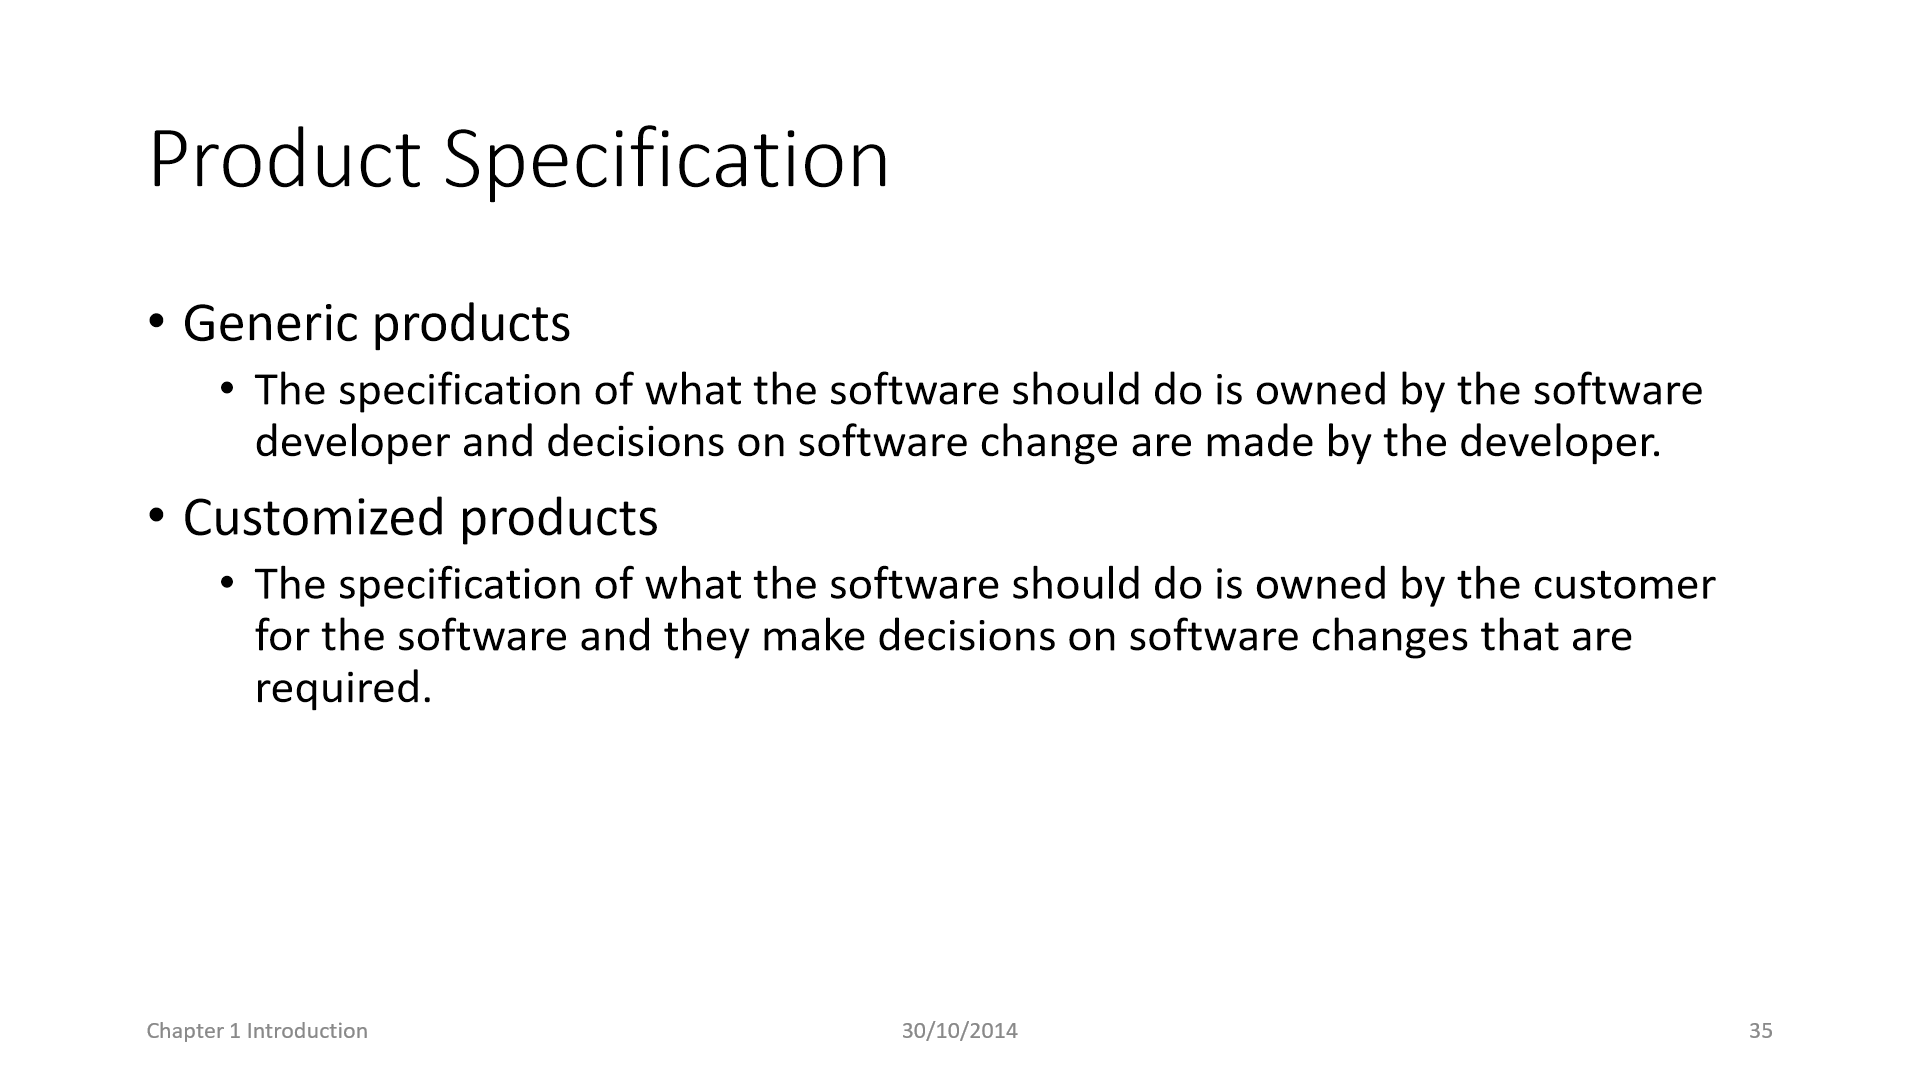 Product Specification
• Generic products
• The specification of what the software should do is owned by the software
developer and decisions on software change are made by the developer.
• Customized products
• The specification of what the software should do is owned by the customer
for the software and they make decisions on software changes that are
required.
Chapter 1 Introduction 30/10/2014 35